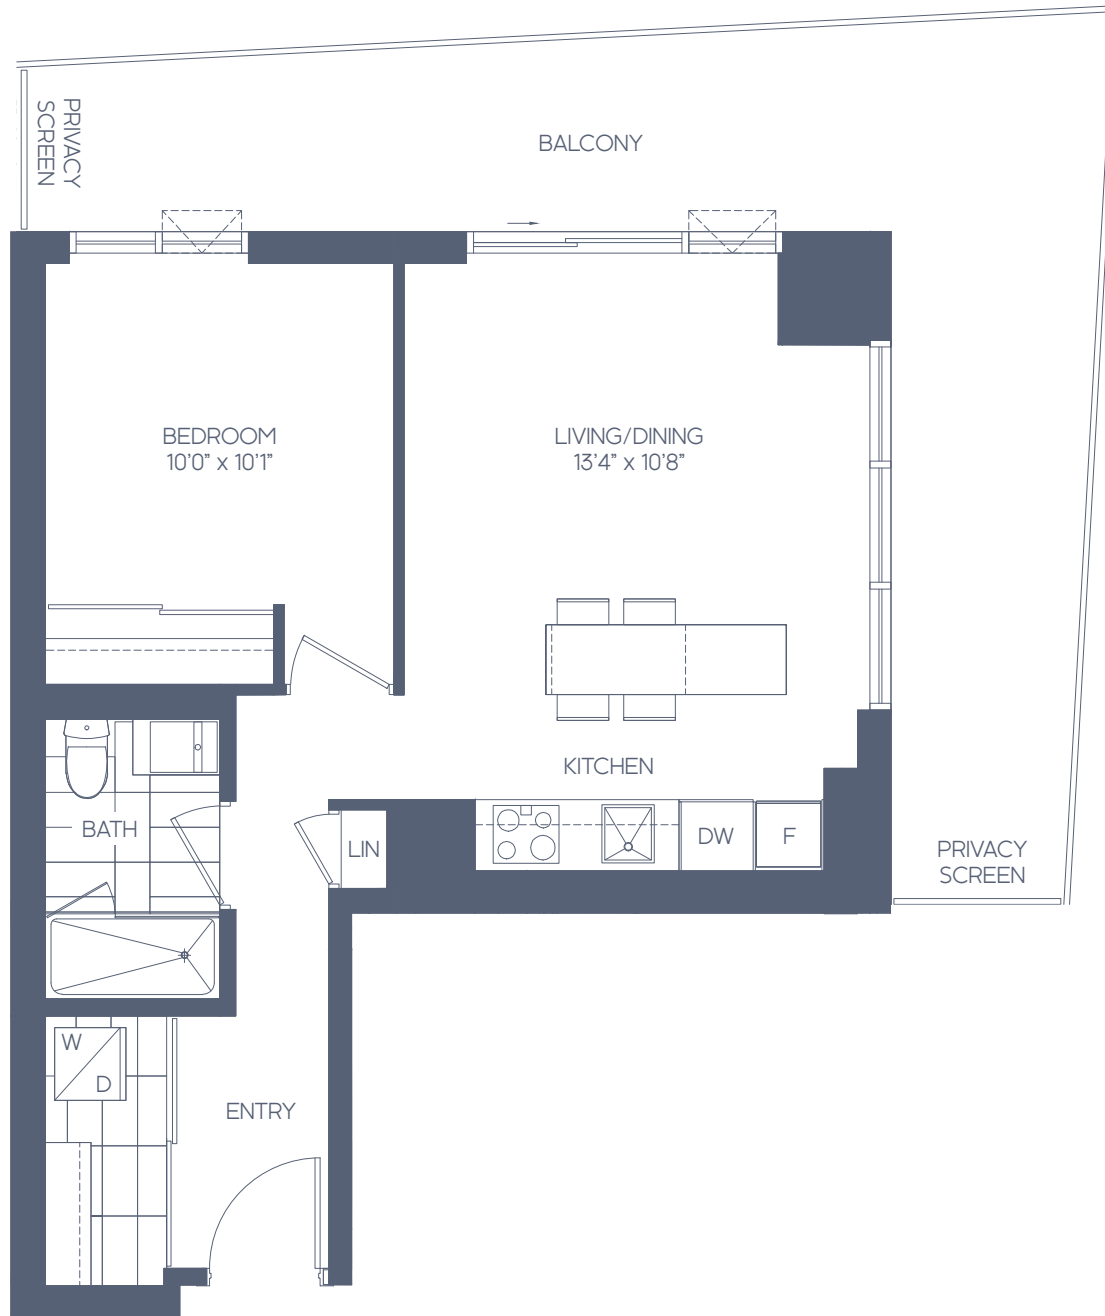 PRIVACY
SCREEN
BALCONY
BEDROOM
10'0" x 10'1"
LIVING/DINING
13'4" x 10'8"
KITCHEN
BATH
LIN
DW
F
PRIVACY
SCREEN
W
D
ENTRY